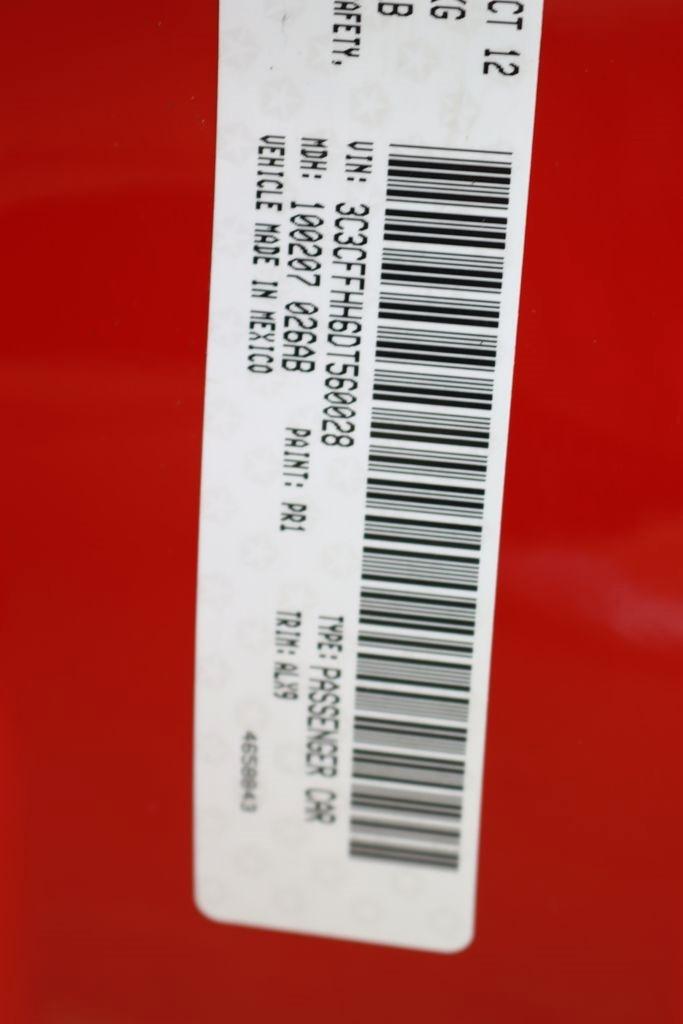 CT 12
KG
B
AFETY,
VIN: 3C3CFFHH6DT560028 TYPE: PASSENGER CAR
MDH: 100207 026AB PAINT: PR1 TRIM: ALX9
VEHICLE MADE IN MEXICO 4658843